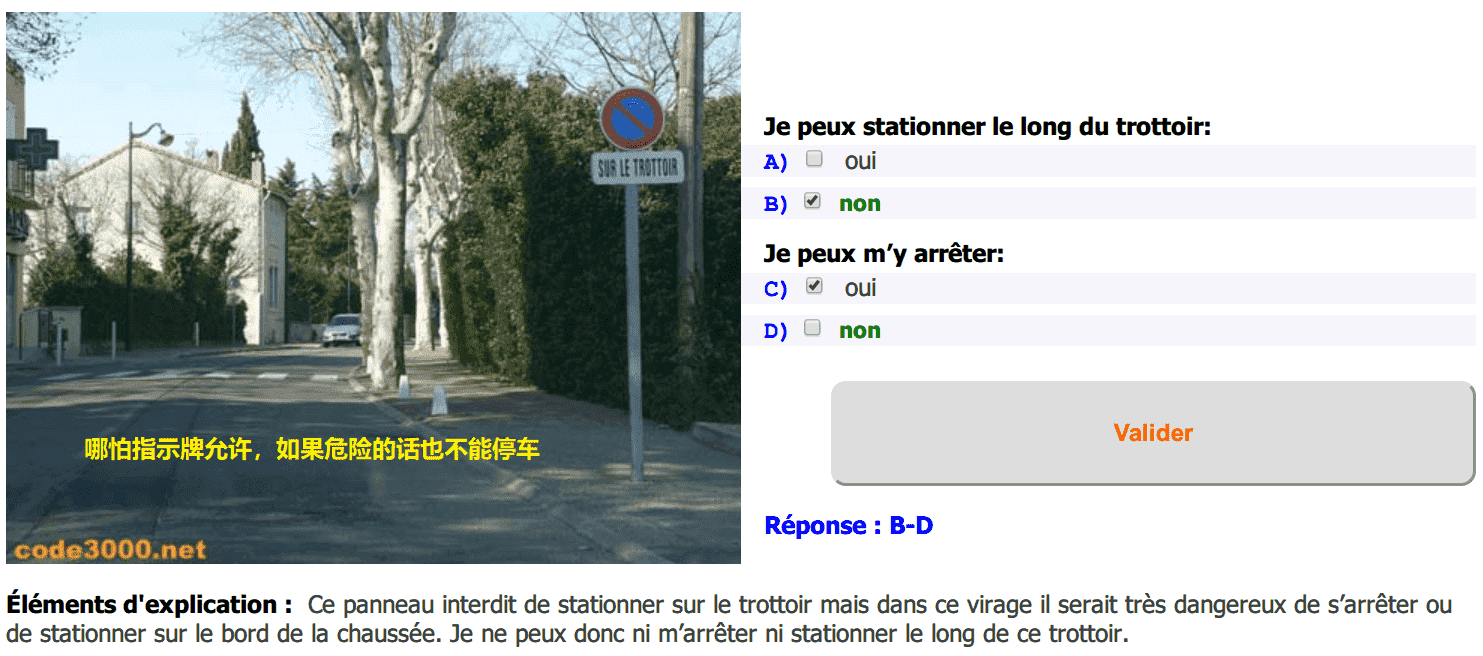 SUR LE TROTTOIR
哪怕指示牌允许，如果危险的话也不能停车
code3000.net
Je peux stationner le long du trottoir:
A) oui
B) non
Je peux m’y arrêter:
C) oui
D) non
Valider
Réponse : B-D
Éléments d'explication : Ce panneau interdit de stationner sur le trottoir mais dans ce virage il serait très dangereux de s’arrêter ou
de stationner sur le bord de la chaussée. Je ne peux donc ni m’arrêter ni stationner le long de ce trottoir.